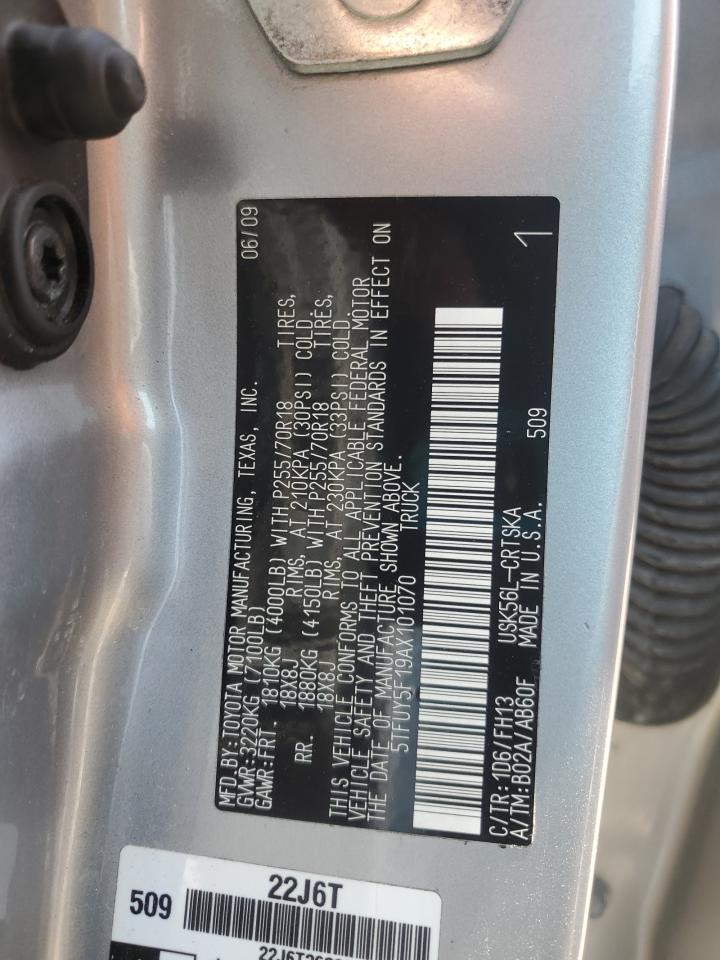 MFD.BY:TOYOTA MOTOR MANUFACTURING, TEXAS, INC. 06/09
GVWR:3220KG (7100LB)
GAWR:FRT. 1810KG (4000LB) WITH P255/70R18 TIRES,
18X8J RIMS, AT 210KPA (30PSI) COLD.
RR. 1880KG (4150LB) WITH P255/70R18 TIRES,
18X8J RIMS, AT 230KPA (33PSI) COLD.
THIS VEHICLE CONFORMS TO ALL APPLICABLE FEDERAL MOTOR
VEHICLE SAFETY AND THEFT PREVENTION STANDARDS IN EFFECT ON
THE DATE OF MANUFACTURE SHOWN ABOVE.
5TFUY5F19AX101070 TRUCK
C/TR:1D6/FH13 USK56L-CRTSKA 509
A/TM:B02A/AB60F MADE IN U.S.A. 1
22J6T
509